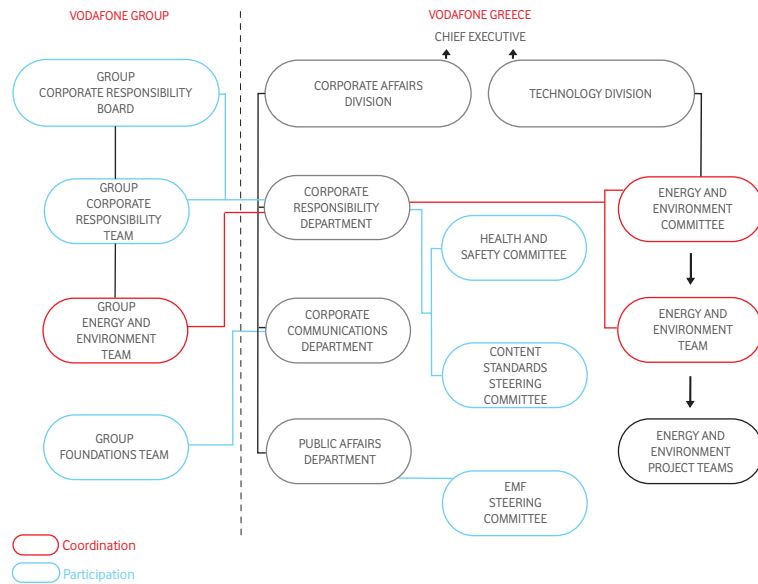 VODAFONE GROUP
VODAFONE GREECE
CHIEF EXECUTIVE
GROUP
CORPORATE RESPONSIBILITY
BOARD
CORPORATE AFFAIRS
DIVISION
TECHNOLOGY DIVISION
GROUP
CORPORATE
RESPONSIBILITY
TEAM
CORPORATE
RESPONSIBILITY
DEPARTMENT
ENERGY AND
ENVIRONMENT
COMMITTEE
HEALTH AND
SAFETY COMMITTEE
GROUP
ENERGY AND
ENVIRONMENT
TEAM
CORPORATE
COMMUNICATIONS
DEPARTMENT
ENERGY AND
ENVIRONMENT
TEAM
CONTENT
STANDARDS
STEERING
COMMITTEE
GROUP
FOUNDATIONS TEAM
PUBLIC AFFAIRS
DEPARTMENT
ENERGY AND
ENVIRONMENT
PROJECT TEAMS
EMF
STEERING
COMMITTEE
Coordination
Participation